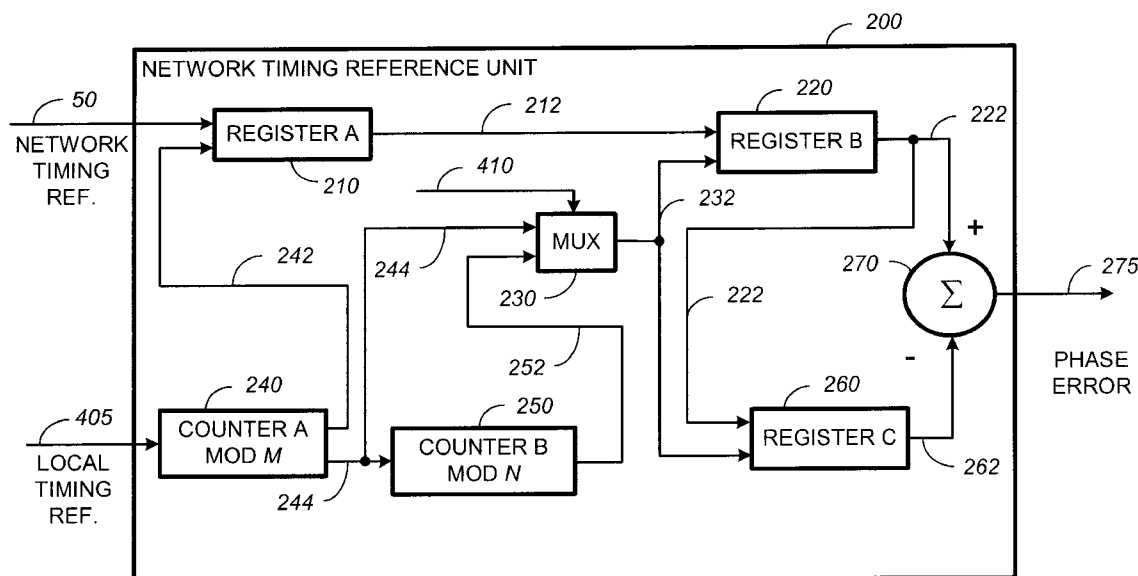 200
NETWORK TIMING REFERENCE UNIT
50
NETWORK
TIMING
REF.
REGISTER A
210
212
220
REGISTER B
222
410
232
244
MUX
230
+
242
270
Σ
275
222
252
-
PHASE
ERROR
240
250
260
405
COUNTER A
MOD M
COUNTER B
MOD N
REGISTER C
LOCAL
TIMING
REF.
244
262